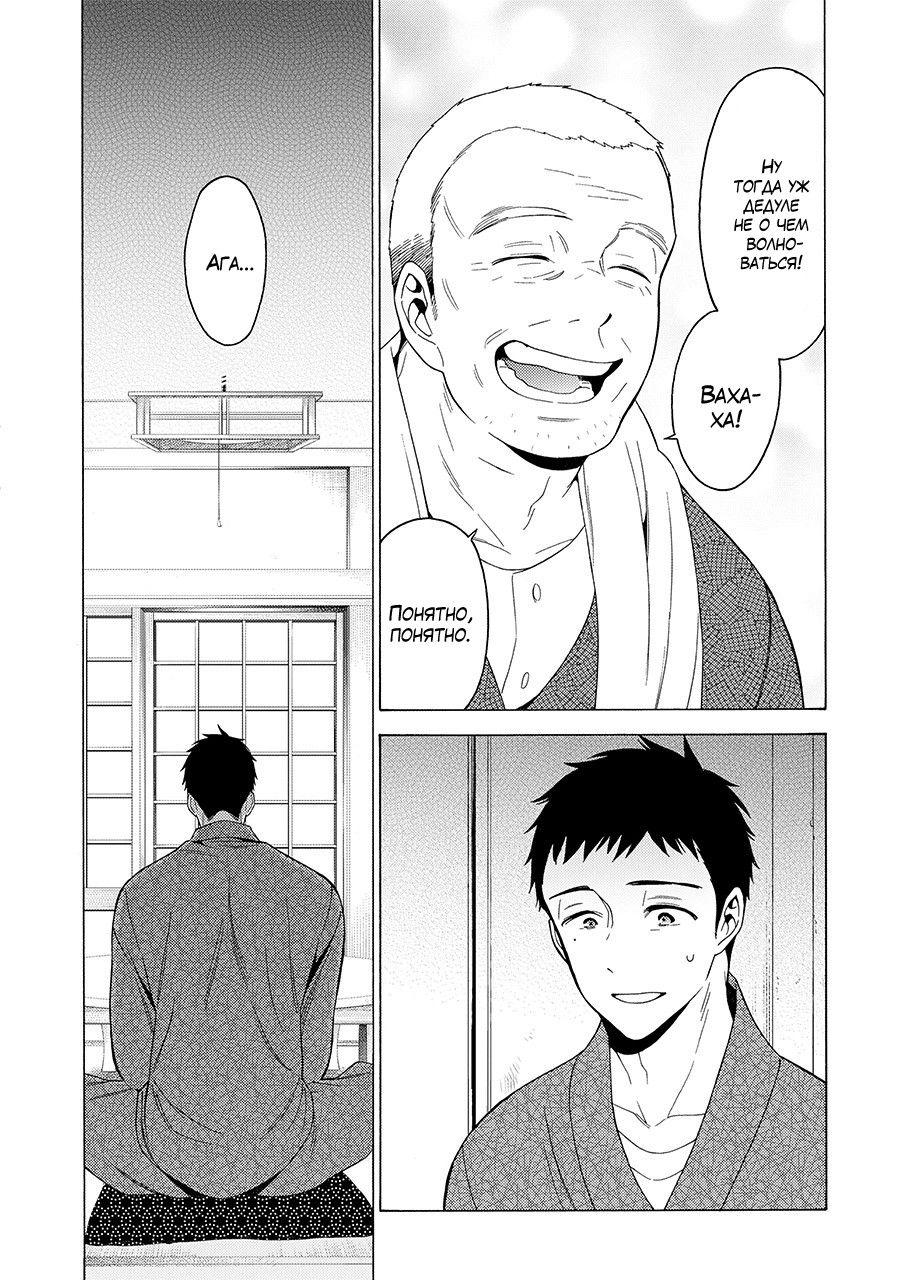 Ну
тогда уж
дедуле
не о чем
волно-
ваться!
Ваха-
ха!
Понятно,
понятно.
Ага...